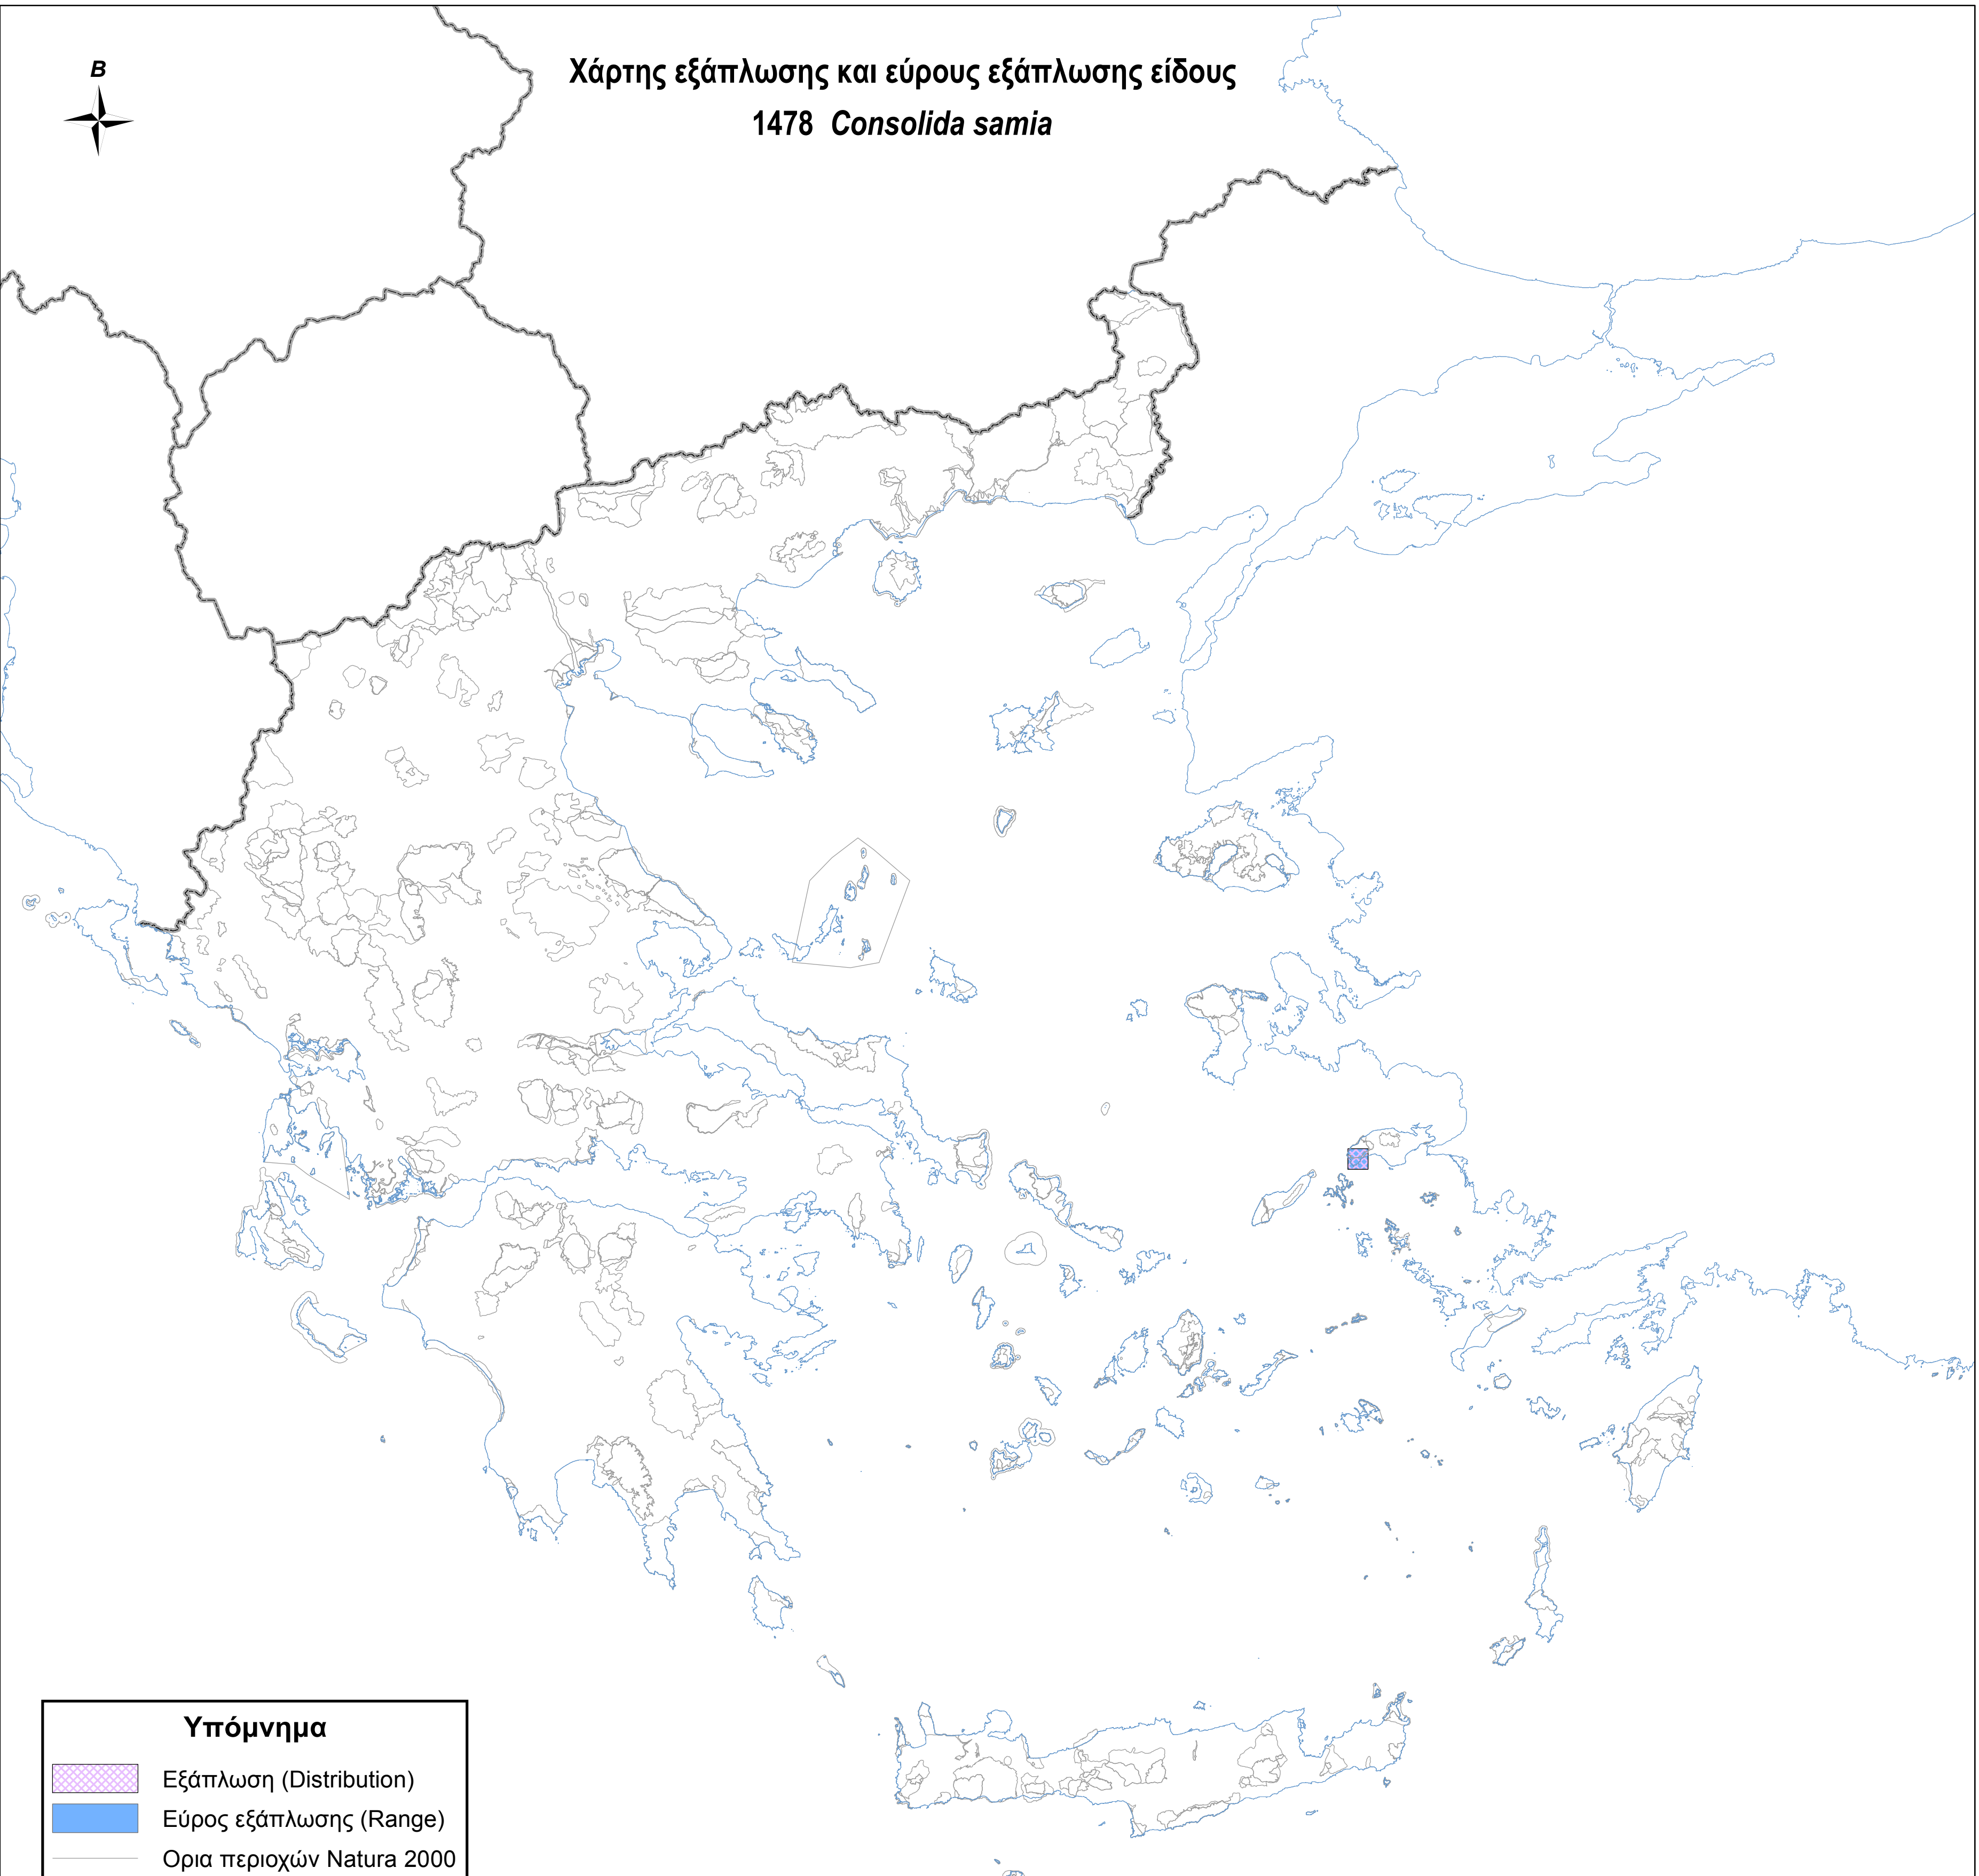 B
Χάρτης εξάπλωσης και εύρους εξάπλωσης είδους
1478 Consolida samia
Υπόμνημα
Εξάπλωση (Distribution)
Εύρος εξάπλωσης (Range)
Ορια περιοχών Natura 2000